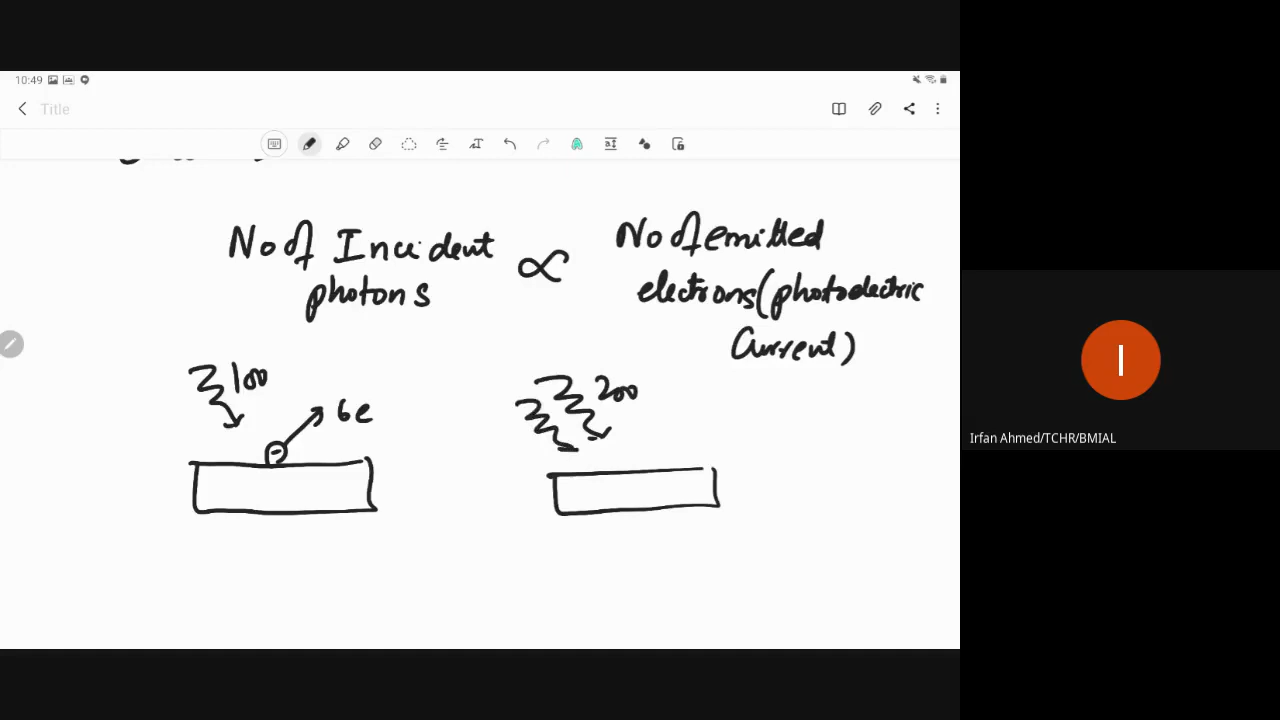 10:49
Title
No of Incident
photons
∝
No of emitted
electrons(photoelectric
Current)
100
6e
200
I
Irfan Ahmed/TCHR/BMIAL